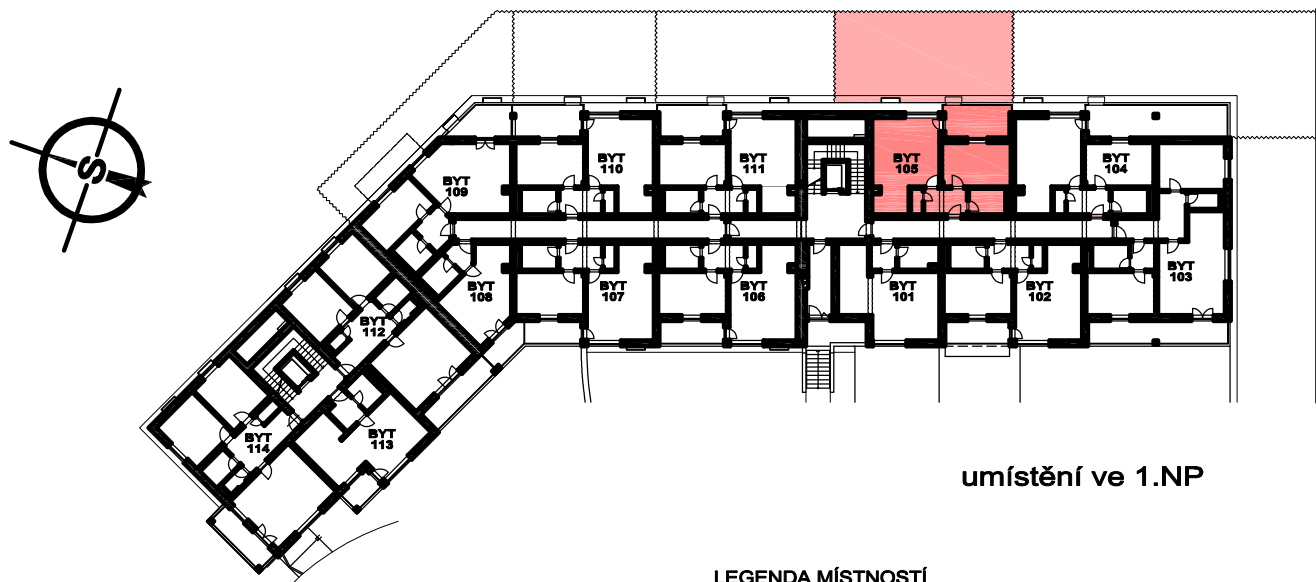 S
BYT
110
BYT
111
BYT
105
BYT
104
BYT
109
BYT
103
BYT
108
BYT
107
BYT
106
BYT
101
BYT
102
BYT
112
BYT
114
BYT
113
umístění ve 1.NP
LEGENDA MÍSTNOSTÍ